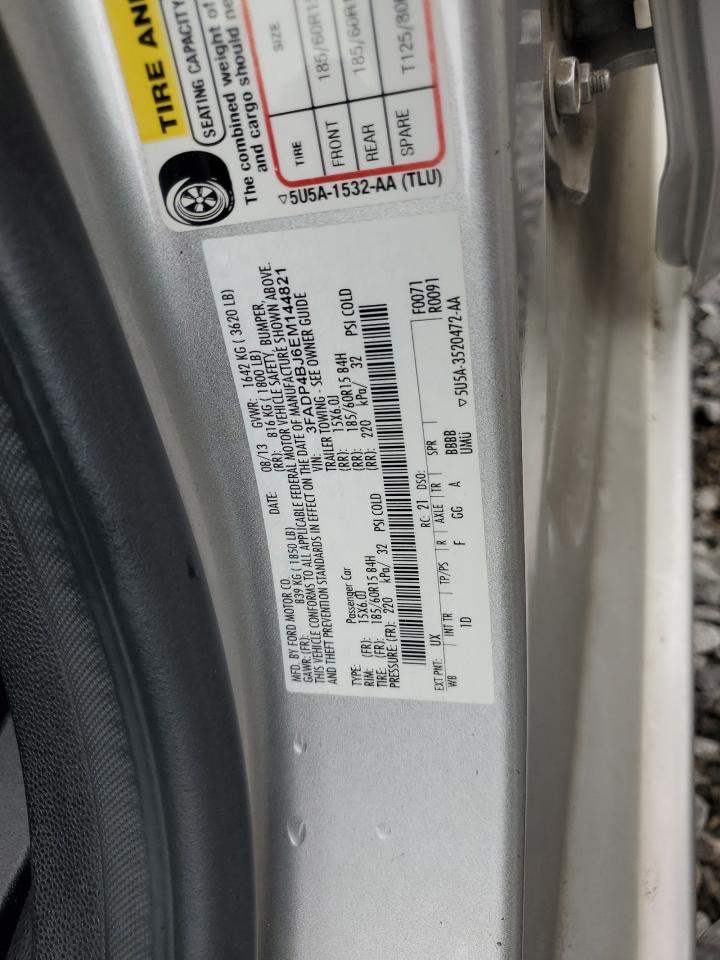 TIRE AND
SEATING CAPACITY
The combined weight of
and cargo should ne
TIRE SIZE
FRONT 185/60R15
REAR 185/60R1
SPARE T125/80
▽5U5A-1532-AA (TLU)
MFD. BY FORD MOTOR CO. DATE: 08/13 GVWR: 1642 KG ( 3620 LB)
GAWR: (FR): 839 KG ( 1850 LB) (RR): 816 KG ( 1800 LB)
THIS VEHICLE CONFORMS TO ALL APPLICABLE FEDERAL MOTOR VEHICLE SAFETY, BUMPER,
AND THEFT PREVENTION STANDARDS IN EFFECT ON THE DATE OF MANUFACTURE SHOWN ABOVE.
VIN: 3FADP4BJ6EM144821
TYPE: Passenger Car TRAILER TOWING - SEE OWNER GUIDE
RIM: (FR): 15X6.0J (RR): 15X6.0J
TIRE: (FR): 185/60R15 84H (RR): 185/60R15 84H
PRESSURE (FR): 220 kPa/ 32 PSI COLD (RR): 220 kPa/ 32 PSI COLD
F0071
R0091
EXT PNT: UX RC: 21 DSO:
WB INT TR TP/PS R AXLE TR SPR
1D F GG A BBBB
UMU
▽5U5A-3520472-AA